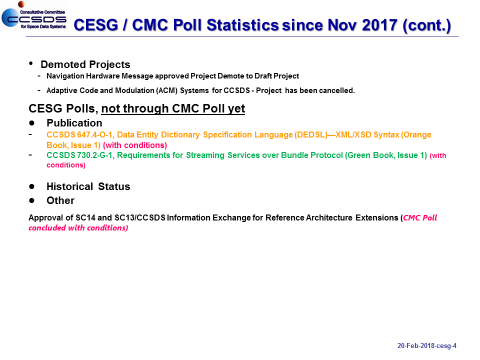 Consultative Committee
CCSDS
for Space Data Systems
CESG / CMC Poll Statistics since Nov 2017 (cont.)
• Demoted Projects
- Navigation Hardware Message approved Project Demote to Draft Project
- Adaptive Code and Modulation (ACM) Systems for CCSDS - Project has been cancelled.
CESG Polls, not through CMC Poll yet
● Publication
- CCSDS 647.4-O-1, Data Entity Dictionary Specification Language (DEDSL)—XML/XSD Syntax (Orange
Book, Issue 1) (with conditions)
- CCSDS 730.2-G-1, Requirements for Streaming Services over Bundle Protocol (Green Book, Issue 1) (with
conditions)
● Historical Status
● Other
Approval of SC14 and SC13/CCSDS Information Exchange for Reference Architecture Extensions (CMC Poll
concluded with conditions)
20-Feb-2018-cesg-4